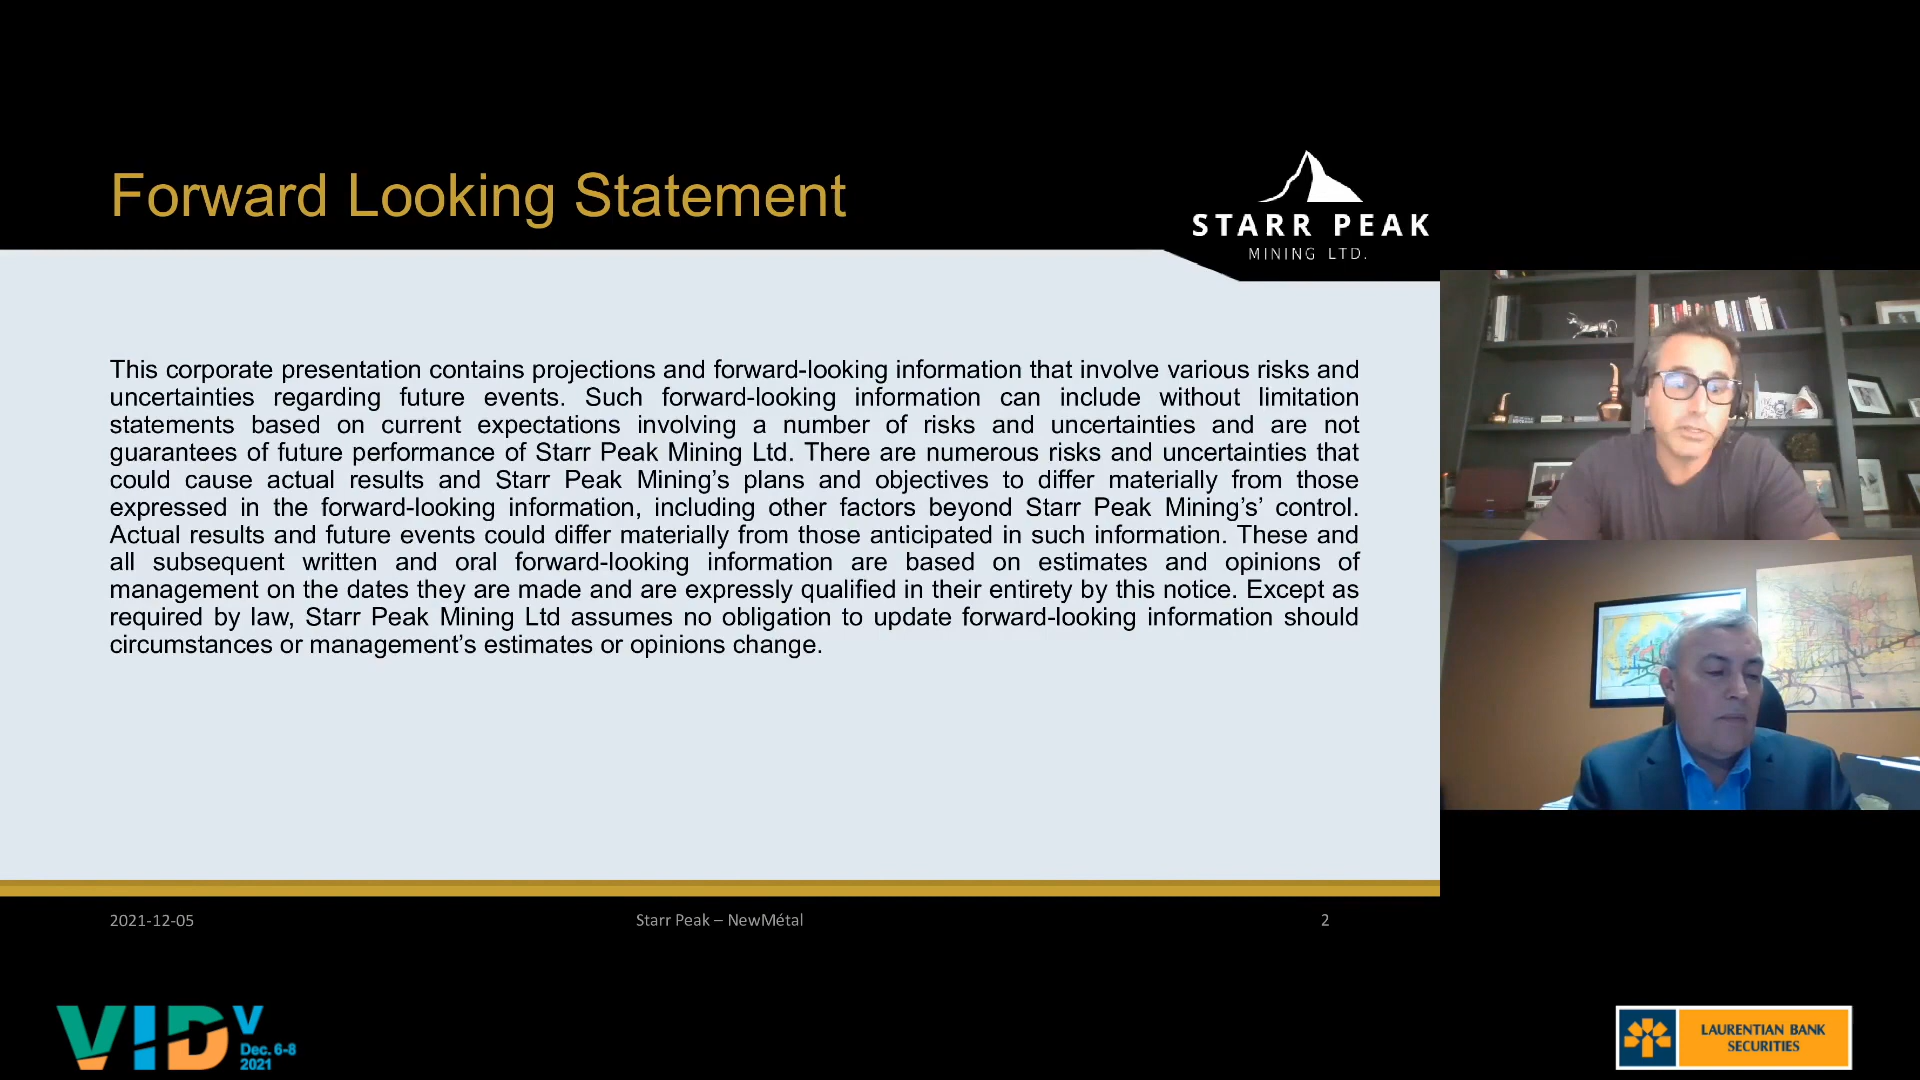 Forward Looking Statement
STARR PEAK
MINING LTD.
This corporate presentation contains projections and forward-looking information that involve various risks and
uncertainties regarding future events. Such forward-looking information can include without limitation
statements based on current expectations involving a number of risks and uncertainties and are not
guarantees of future performance of Starr Peak Mining Ltd. There are numerous risks and uncertainties that
could cause actual results and Starr Peak Mining’s plans and objectives to differ materially from those
expressed in the forward-looking information, including other factors beyond Starr Peak Mining’s’ control.
Actual results and future events could differ materially from those anticipated in such information. These and
all subsequent written and oral forward-looking information are based on estimates and opinions of
management on the dates they are made and are expressly qualified in their entirety by this notice. Except as
required by law, Starr Peak Mining Ltd assumes no obligation to update forward-looking information should
circumstances or management’s estimates or opinions change.
2021-12-05
Starr Peak – NewMétal
2
VID V
Dec. 6-8
2021
LAURENTIAN BANK
SECURITIES